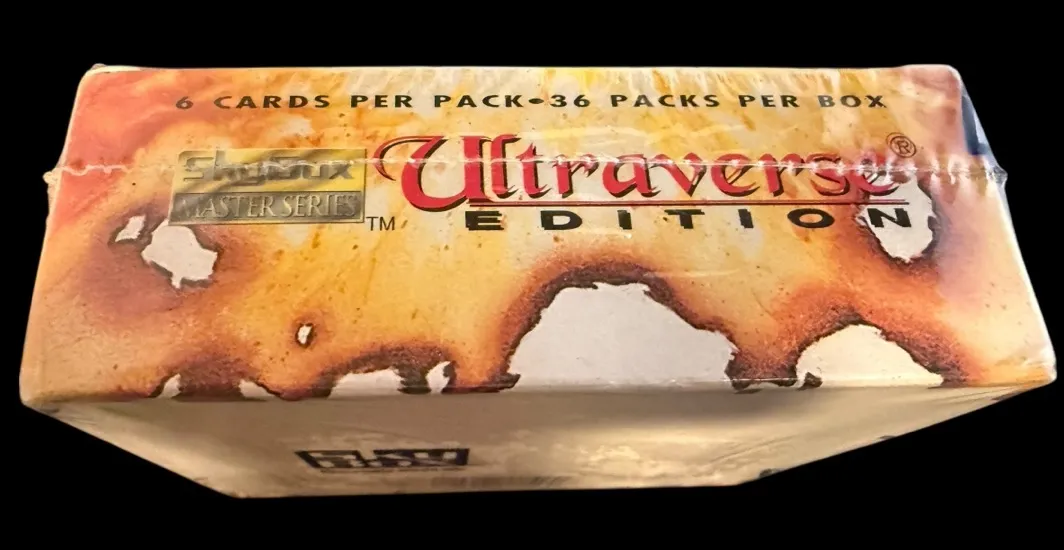 6 CARDS PER PACK•36 PACKS PER BOX
SkyBox
MASTER SERIES
TM
Ultraverse®
EDITION